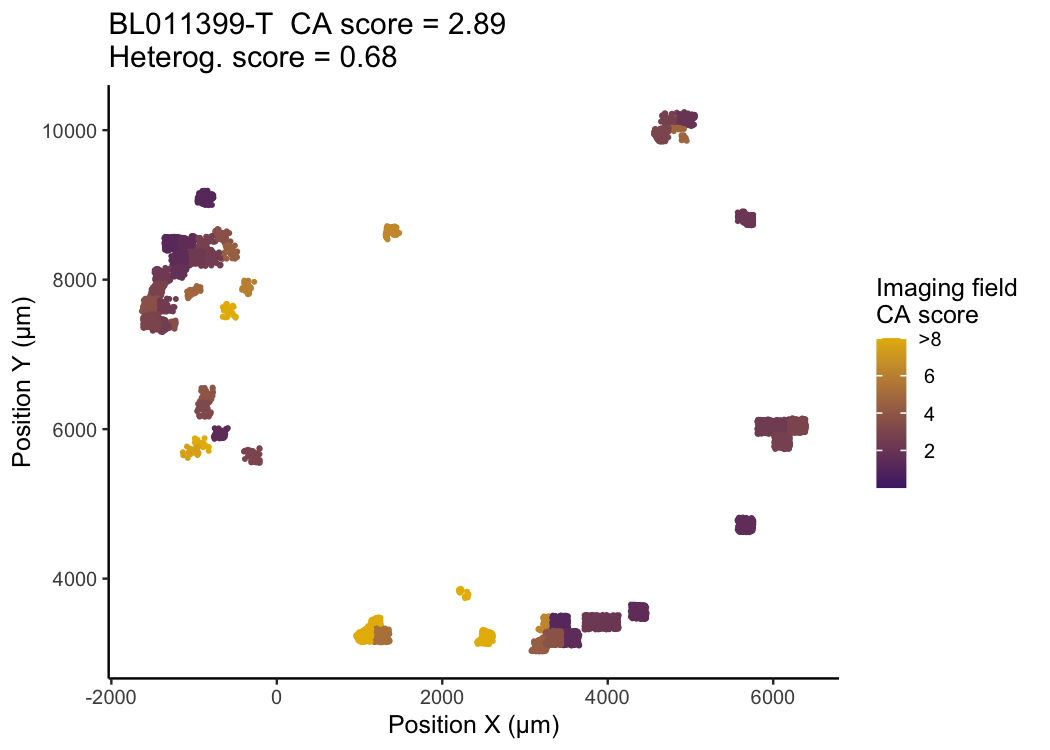 BL011399-T  CA score = 2.89
Heterog. score = 0.68
10000
8000
6000
4000
Position Y (µm)
-2000
0
2000
4000
6000
Position X (µm)
Imaging field
CA score
>8
6
4
2